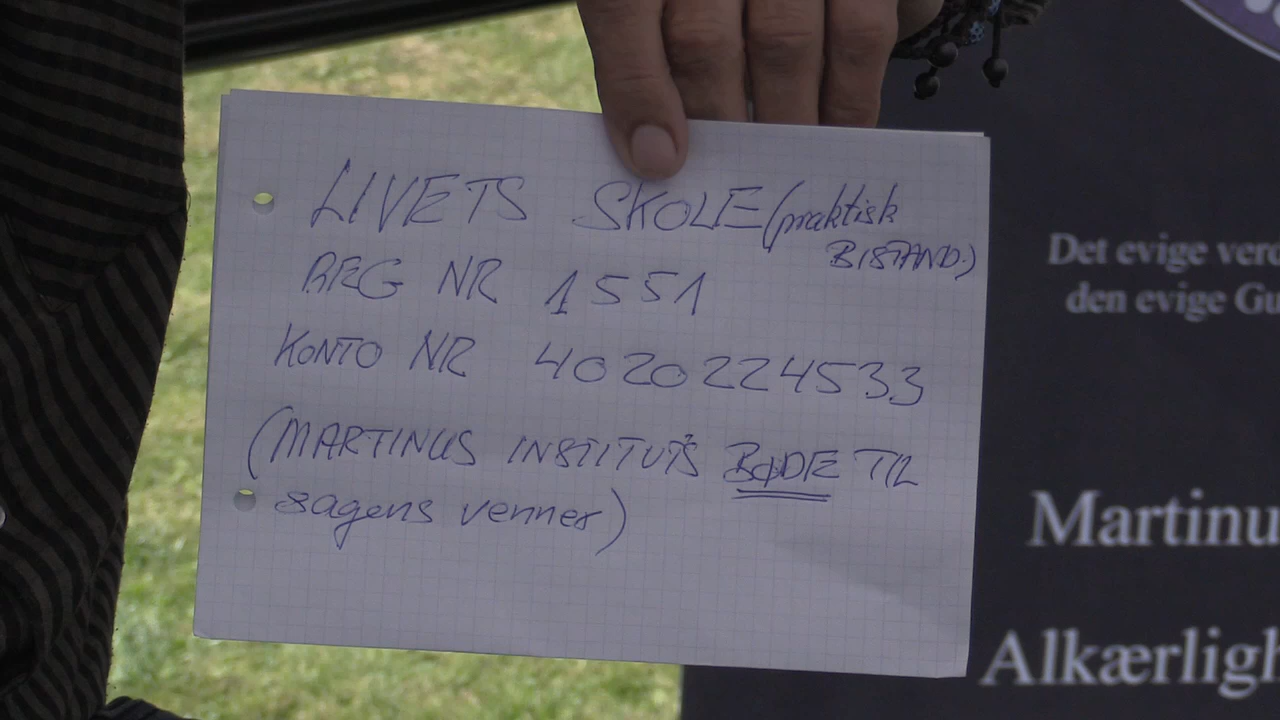 LIVETS SKOLE (praktisk
BISTAND.)
REG NR 1551
KONTO NR 4020224533
(MARTINUS INSTITUTS BØDE TIL
sagens venner)
Det evige verd
den evige Gu
Martinu
Alkærligh